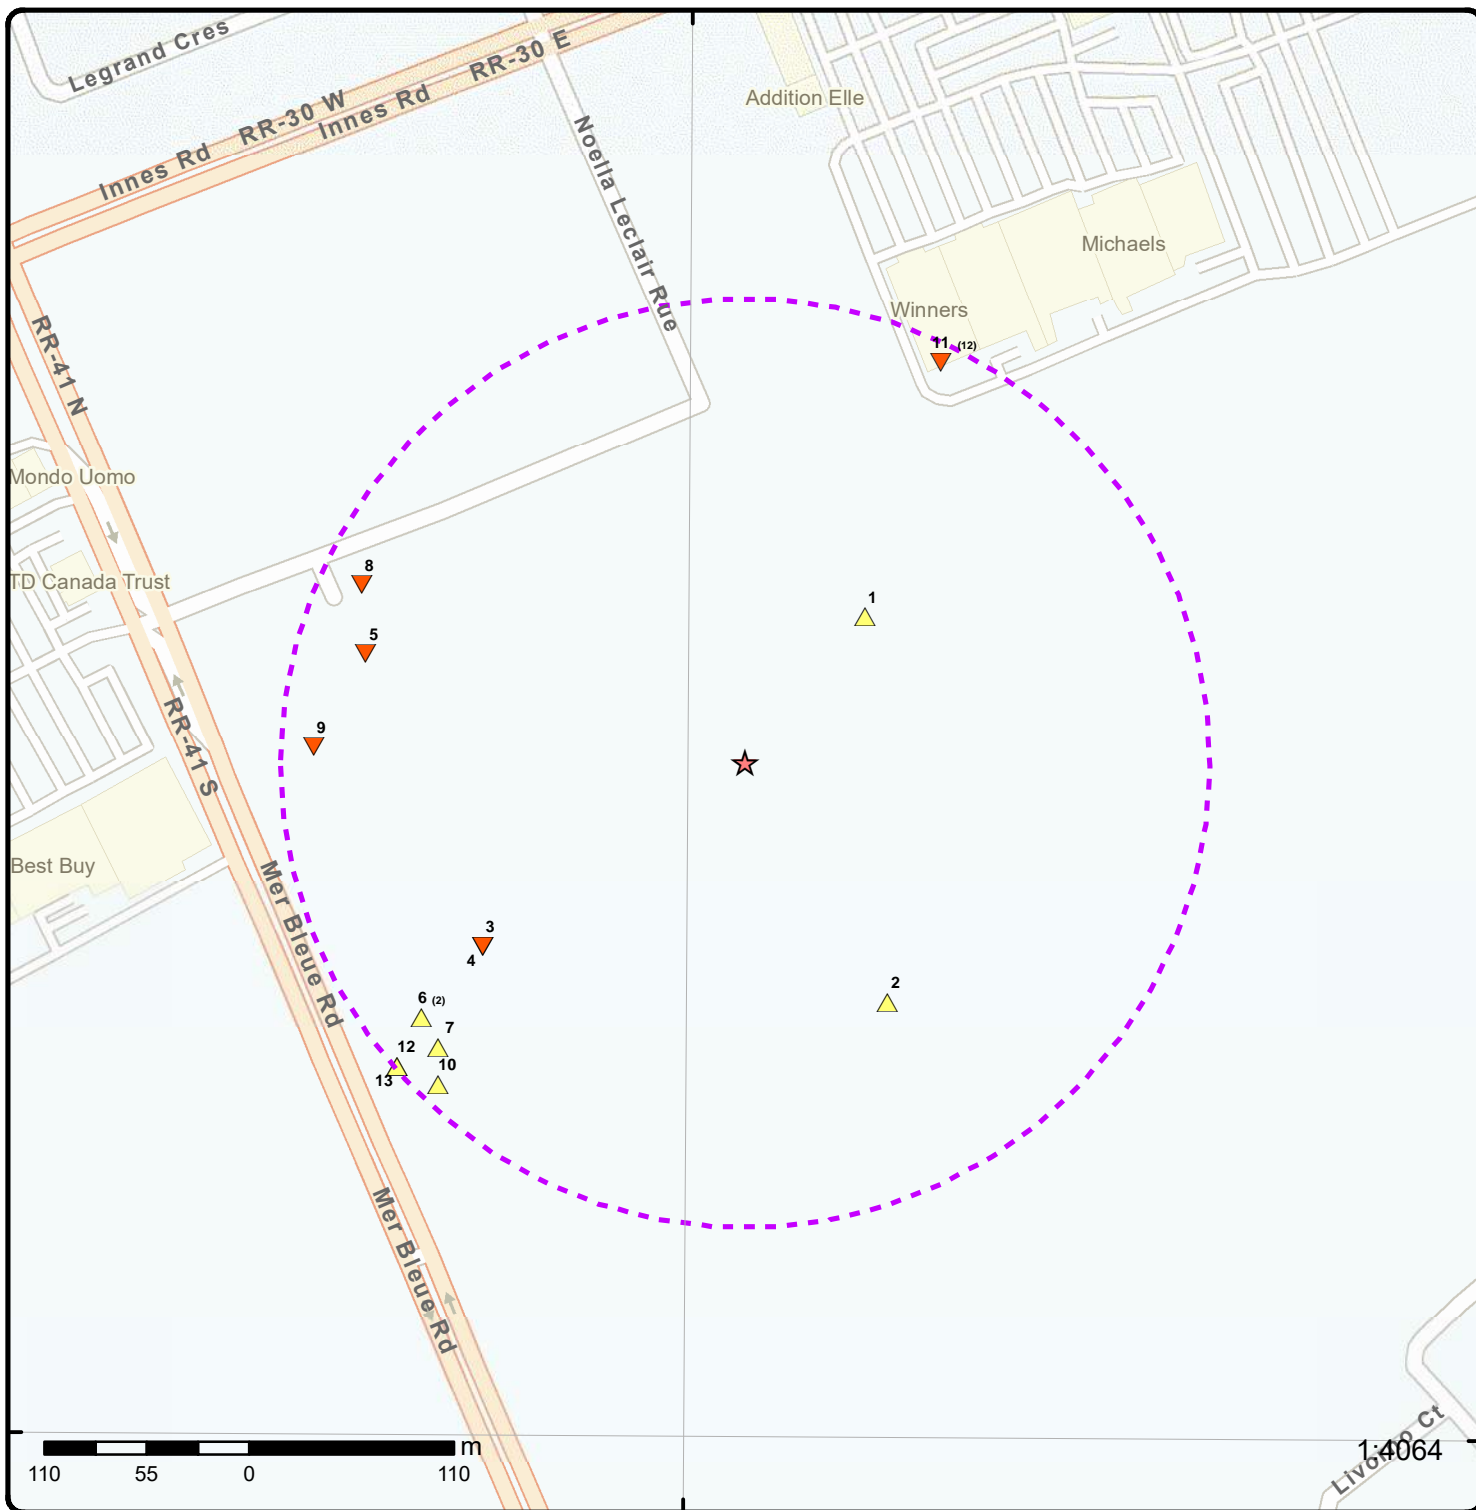 Legrand Cres
RR-30 E
RR-30 W
Innes Rd
Innes Rd
Addition Elle
Noella Leclair Rue
Michaels
Winners
RR-41 N
11 (12)
Mondo Uomo
8
TD Canada Trust
1
5
9
RR-41 S
Best Buy
Mer Bleue Rd
3
4
2
6 (2)
7
12
10
13
Mer Bleue Rd
Livorno Ct
m
1:4064
110 55 0 110